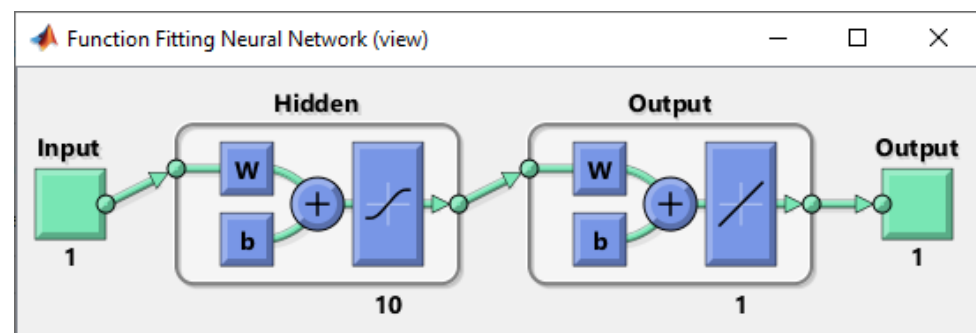 Function Fitting Neural Network (view)
Hidden
Output
Input
Output
W
+
b
W
+
b
1
10
1
1